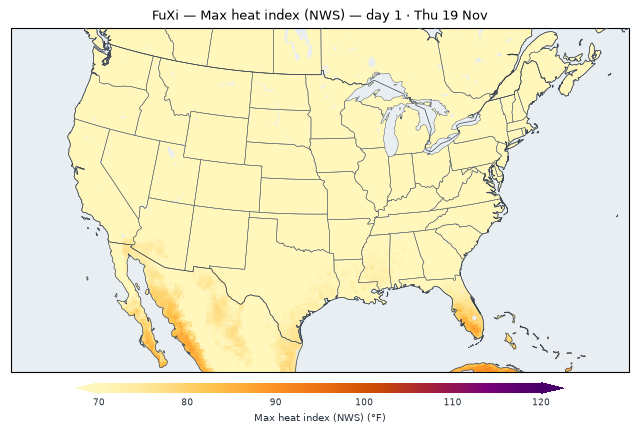 FuXi — Max heat index (NWS) — day 1 · Thu 19 Nov
70 80 90 100 110 120
Max heat index (NWS) (°F)